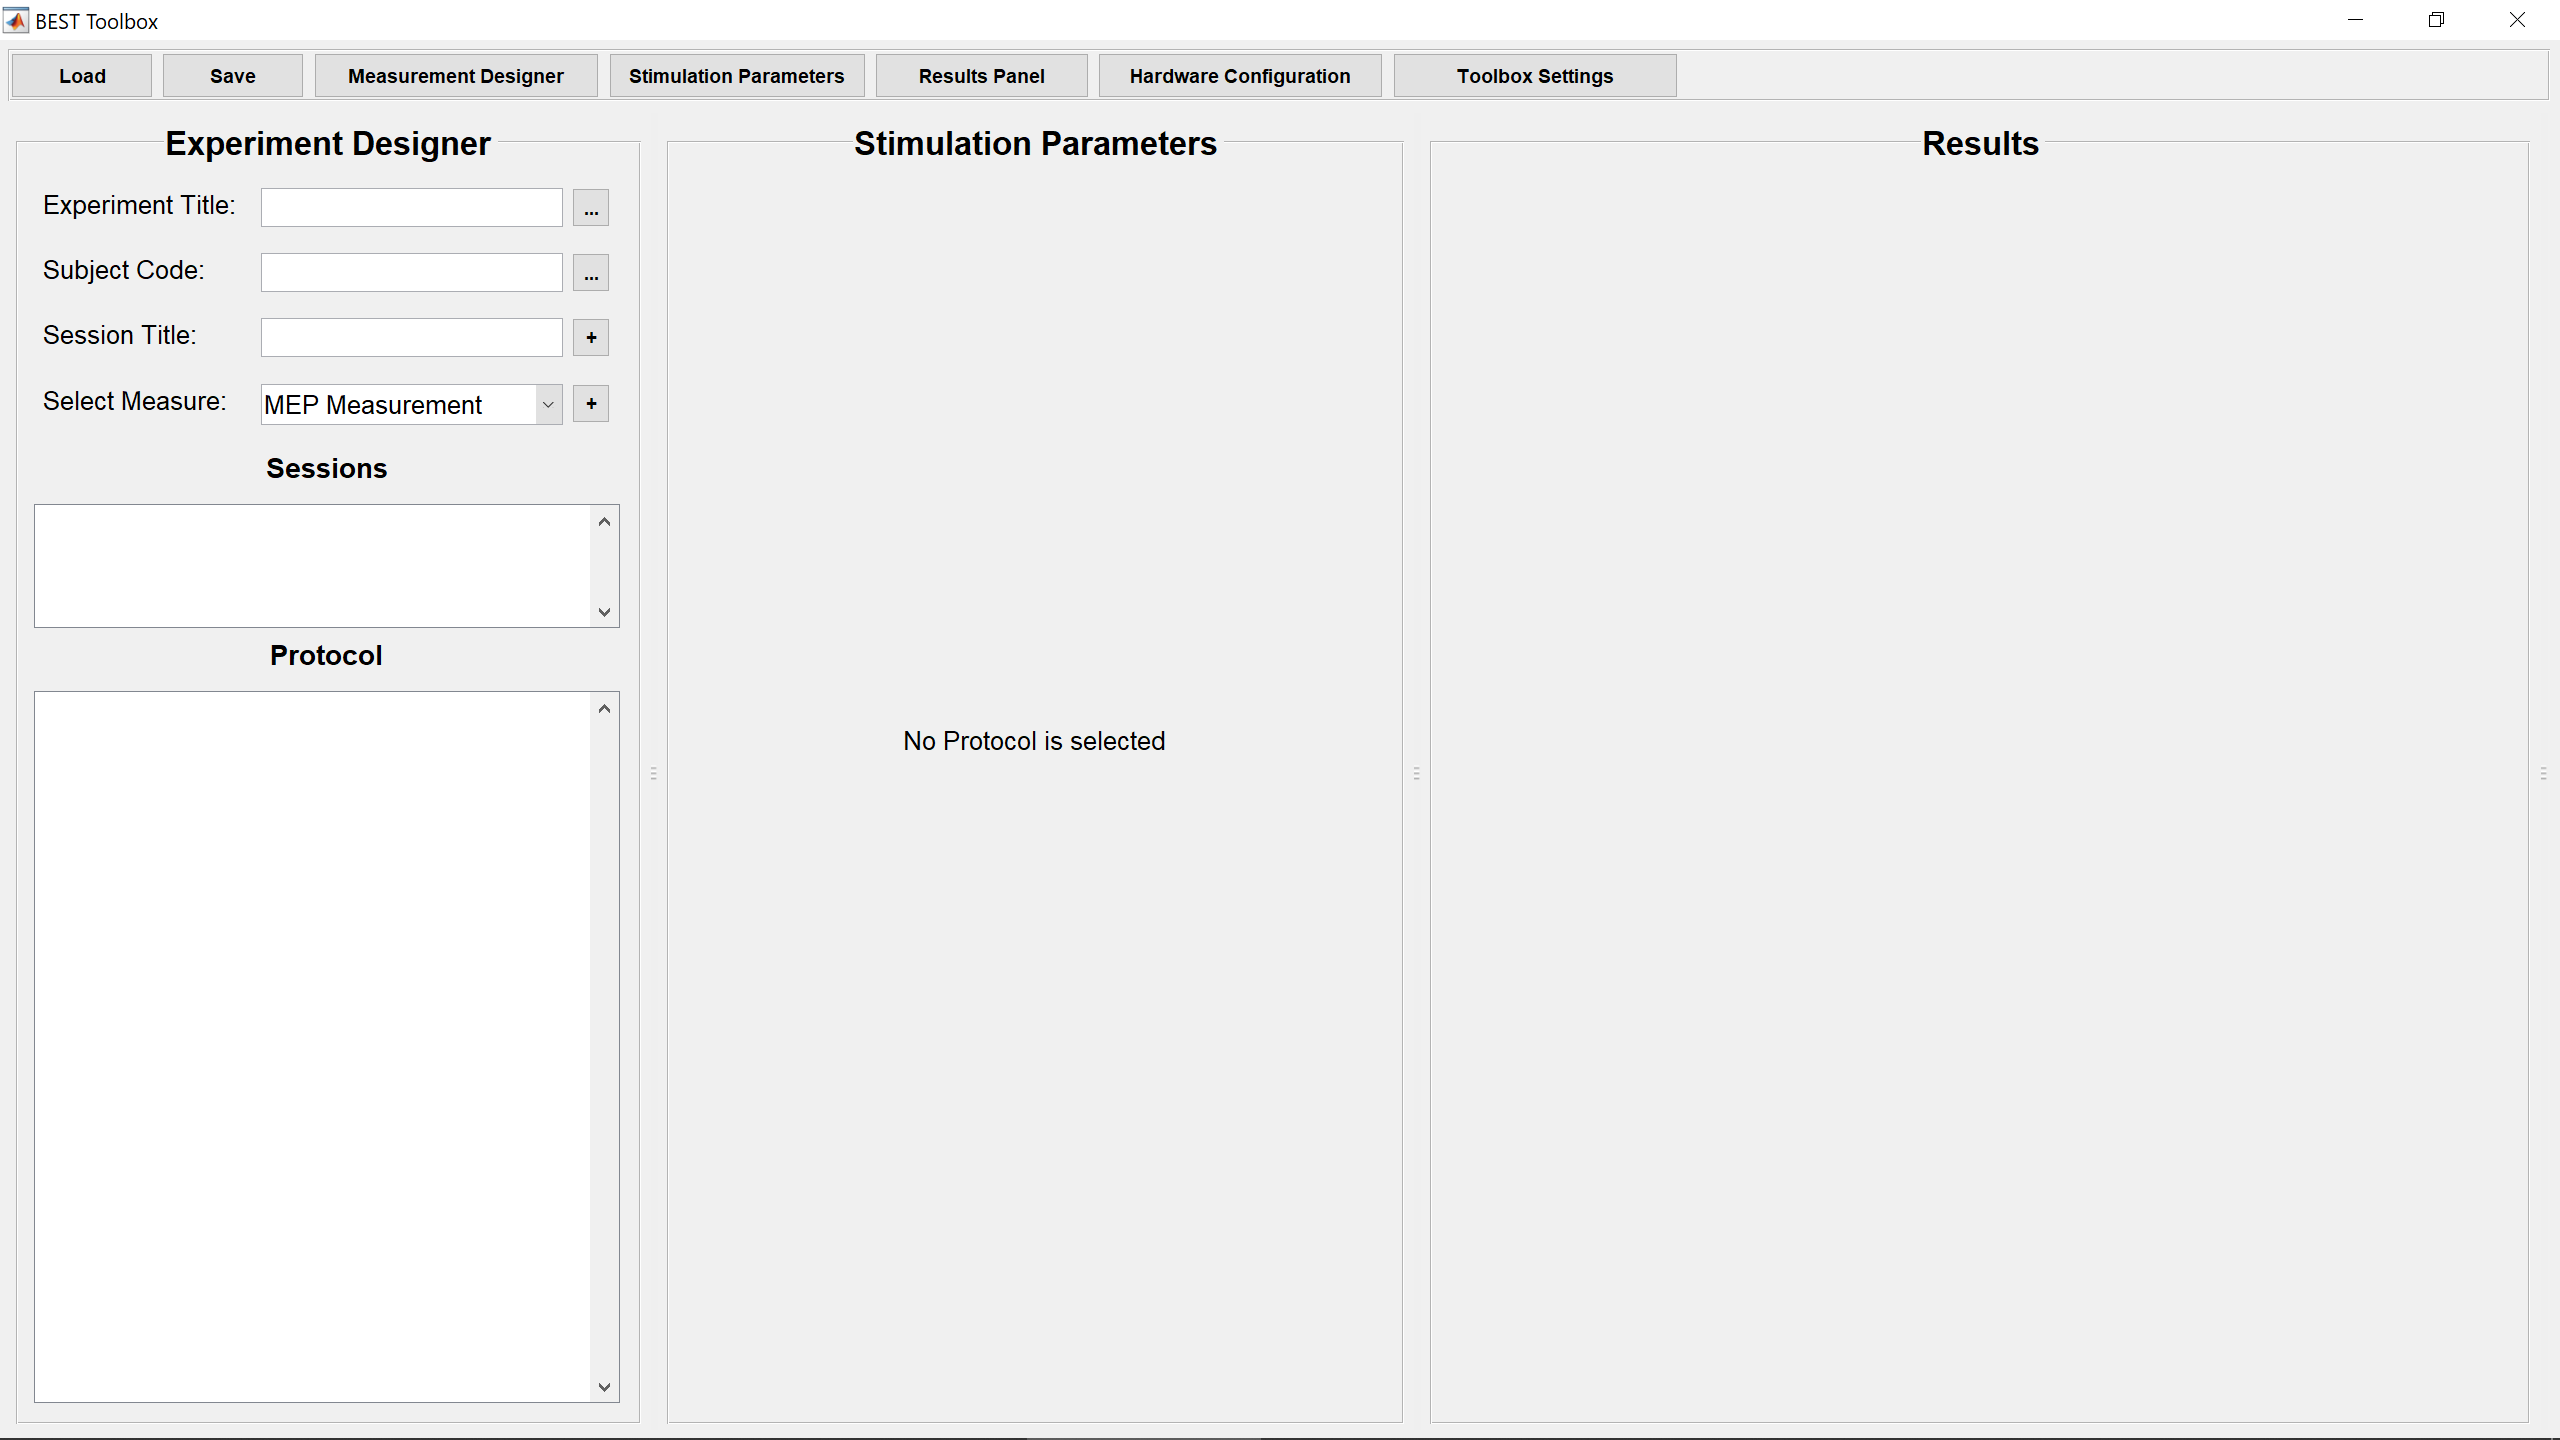 BEST Toolbox
Load Save Measurement Designer Stimulation Parameters Results Panel Hardware Configuration Toolbox Settings
Experiment Designer
Experiment Title: ...
Subject Code: ...
Session Title: +
Select Measure: MEP Measurement +
Sessions
Protocol
Stimulation Parameters
No Protocol is selected
Results